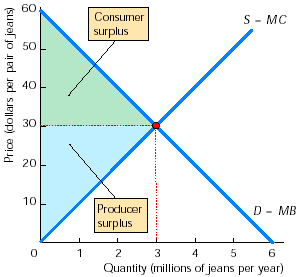 60
Consumer
surplus
S = MC
50
40
30
20
Producer
surplus
10
D = MB
0
0
1
2
3
4
5
6
Price (dollars per pair of jeans)
Quantity (millions of jeans per year)